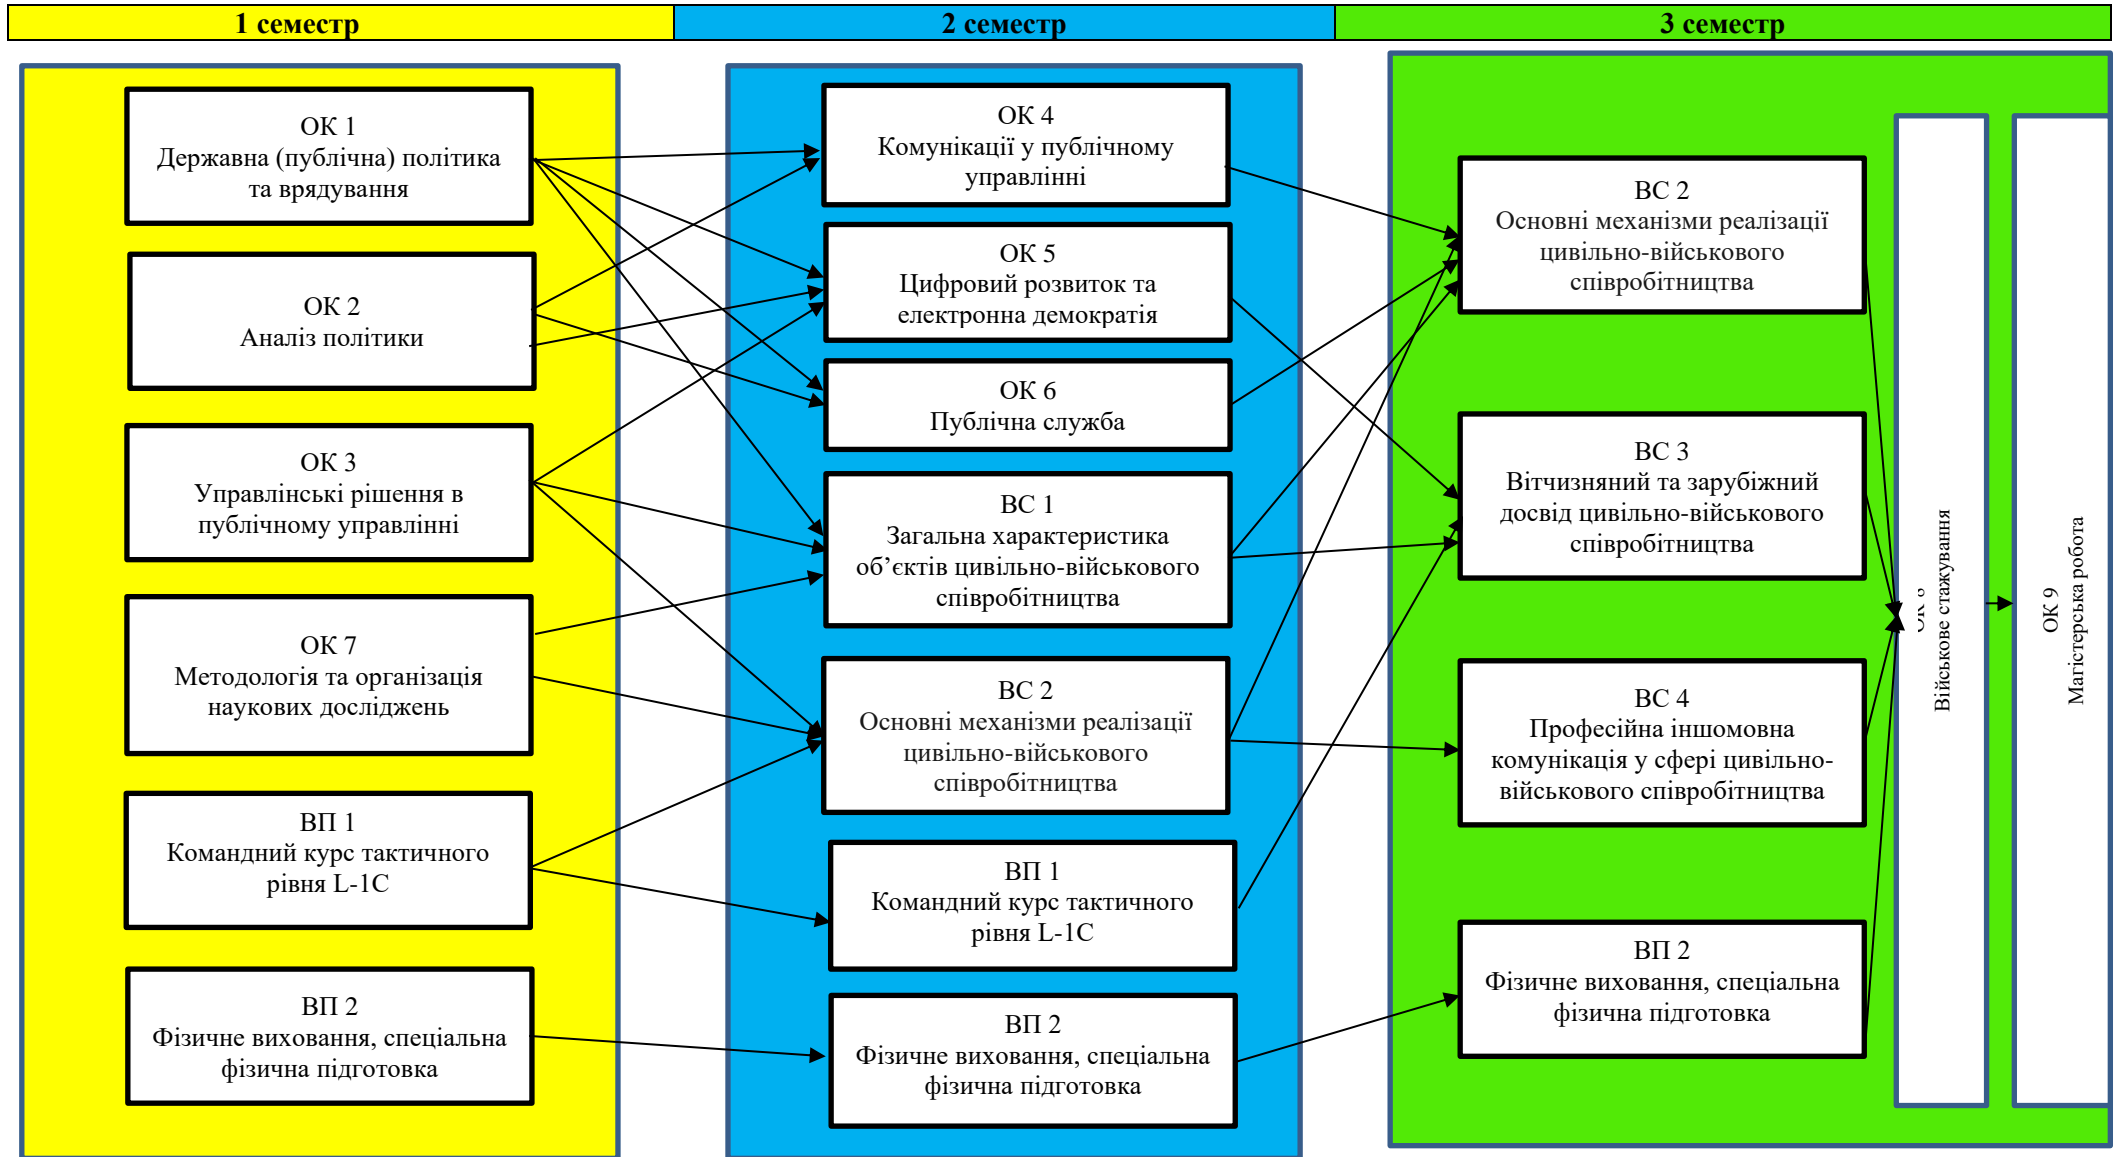 1 семестр
2 семестр
3 семестр
ОК 1
Державна (публічна) політика
та врядування
ОК 2
Аналіз політики
ОК 3
Управлінські рішення в
публічному управлінні
ОК 7
Методологія та організація
наукових досліджень
ВП 1
Командний курс тактичного
рівня L-1C
ВП 2
Фізичне виховання, спеціальна
фізична підготовка
ОК 4
Комунікації у публічному
управлінні
ОК 5
Цифровий розвиток та
електронна демократія
ОК 6
Публічна служба
ВС 1
Загальна характеристика
об’єктів цивільно-військового
співробітництва
ВС 2
Основні механізми реалізації
цивільно-військового
співробітництва
ВП 1
Командний курс тактичного
рівня L-1C
ВП 2
Фізичне виховання, спеціальна
фізична підготовка
ВС 2
Основні механізми реалізації
цивільно-військового
співробітництва
ВС 3
Вітчизняний та зарубіжний
досвід цивільно-військового
співробітництва
ВС 4
Професійна іншомовна
комунікація у сфері цивільно-
військового співробітництва
ВП 2
Фізичне виховання, спеціальна
фізична підготовка
ОК 8
Військове стажування
ОК 9
Магістерська робота